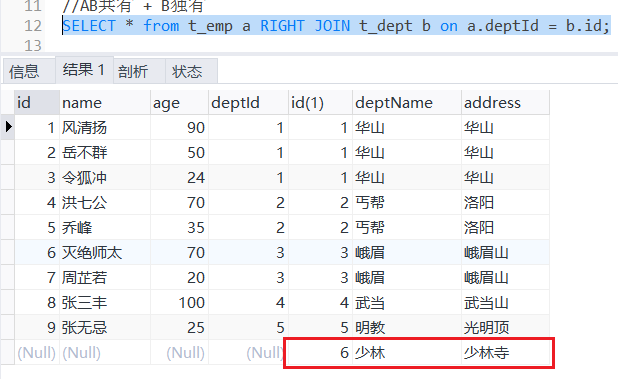 11 //AB共有 + B独有
12 SELECT * from t_emp a RIGHT JOIN t_dept b on a.deptId = b.id;
13
信息 结果 1 剖析 状态
id name age deptId id(1) deptName address
1 风清扬 90 1 1 华山 华山
2 岳不群 50 1 1 华山 华山
3 令狐冲 24 1 1 华山 华山
4 洪七公 70 2 2 丐帮 洛阳
5 乔峰 35 2 2 丐帮 洛阳
6 灭绝师太 70 3 3 峨眉 峨眉山
7 周芷若 20 3 3 峨眉 峨眉山
8 张三丰 100 4 4 武当 武当山
9 张无忌 25 5 5 明教 光明顶
(Null) (Null) (Null) (Null) 6 少林 少林寺